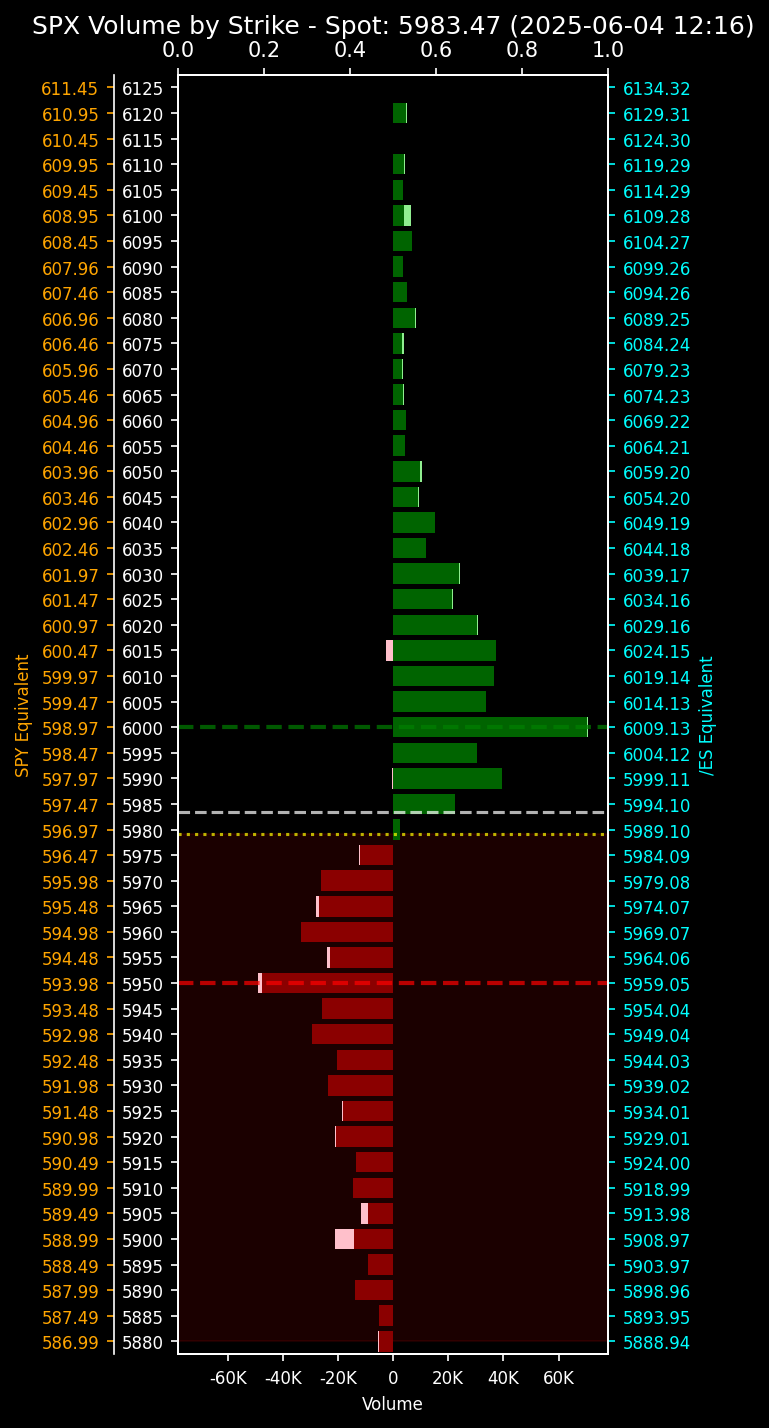 SPX Volume by Strike - Spot: 5983.47 (2025-06-04 12:16)
0.0 0.2 0.4 0.6 0.8 1.0
611.45 6125 6134.32
610.95 6120 6129.31
610.45 6115 6124.30
609.95 6110 6119.29
609.45 6105 6114.29
608.95 6100 6109.28
608.45 6095 6104.27
607.96 6090 6099.26
607.46 6085 6094.26
606.96 6080 6089.25
606.46 6075 6084.24
605.96 6070 6079.23
605.46 6065 6074.23
604.96 6060 6069.22
604.46 6055 6064.21
603.96 6050 6059.20
603.46 6045 6054.20
602.96 6040 6049.19
602.46 6035 6044.18
601.97 6030 6039.17
601.47 6025 6034.16
600.97 6020 6029.16
600.47 6015 6024.15
599.97 6010 6019.14
599.47 6005 6014.13
598.97 6000 6009.13
598.47 5995 6004.12
597.97 5990 5999.11
597.47 5985 5994.10
596.97 5980 5989.10
596.47 5975 5984.09
595.98 5970 5979.08
595.48 5965 5974.07
594.98 5960 5969.07
594.48 5955 5964.06
593.98 5950 5959.05
593.48 5945 5954.04
592.98 5940 5949.04
592.48 5935 5944.03
591.98 5930 5939.02
591.48 5925 5934.01
590.98 5920 5929.01
590.49 5915 5924.00
589.99 5910 5918.99
589.49 5905 5913.98
588.99 5900 5908.97
588.49 5895 5903.97
587.99 5890 5898.96
587.49 5885 5893.95
586.99 5880 5888.94
SPY Equivalent
/ES Equivalent
-60K -40K -20K 0 20K 40K 60K
Volume